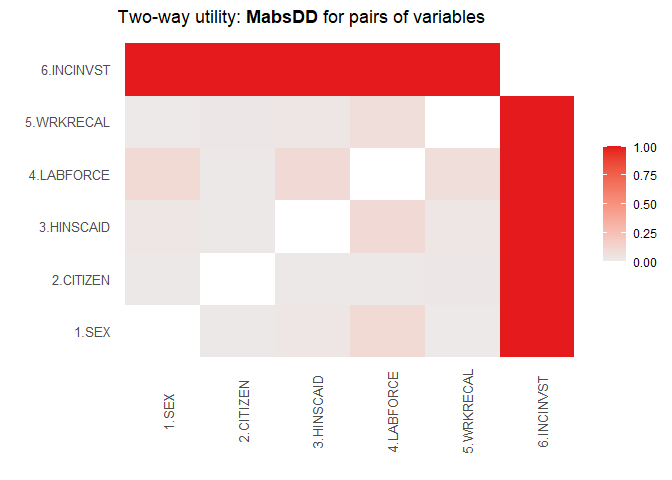 Two-way utility: MabsDD for pairs of variables
6.INCINVST
5.WRKRECAL
4.LABFORCE
3.HINSCAID
2.CITIZEN
1.SEX
1.SEX
2.CITIZEN
3.HINSCAID
4.LABFORCE
5.WRKRECAL
6.INCINVST
1.00
0.75
0.50
0.25
0.00